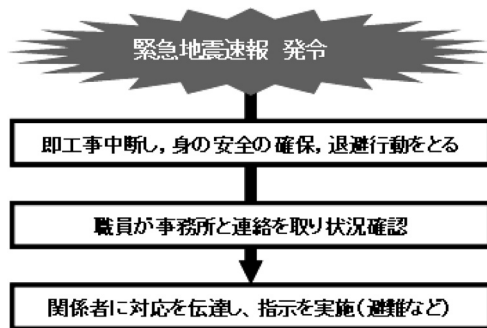 緊急地震速報 発令
即工事中断し,身の安全の確保,退避行動をとる
職員が事務所と連絡を取り状況確認
関係者に対応を伝達し、指示を実施(避難など)